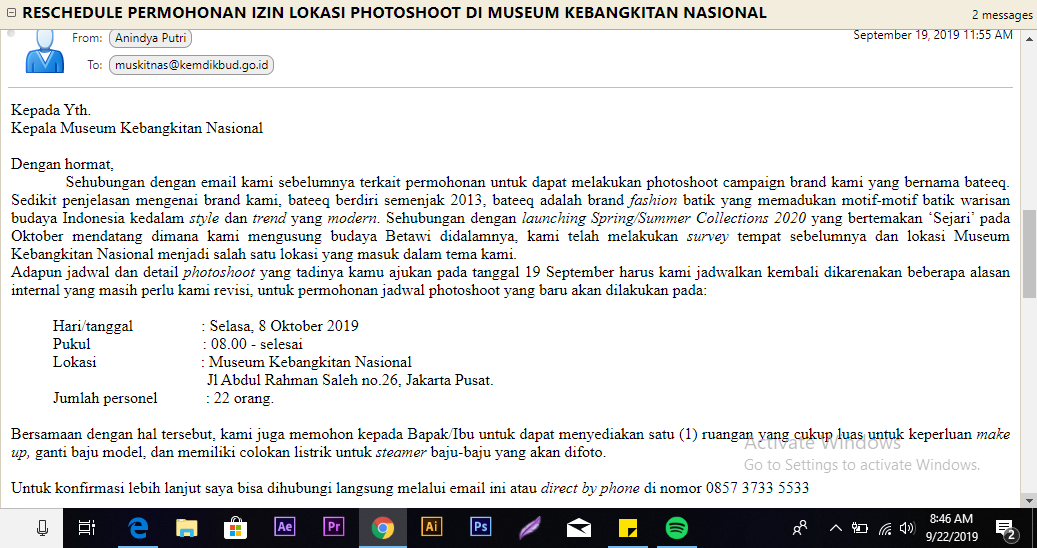 RESCHEDULE PERMOHONAN IZIN LOKASI PHOTOSHOOT DI MUSEUM KEBANGKITAN NASIONAL
2 messages
From: Anindya Putri
September 19, 2019 11:55 AM
To: muskitnas@kemdikbud.go.id
Kepada Yth.
Kepala Museum Kebangkitan Nasional
Dengan hormat,
Sehubungan dengan email kami sebelumnya terkait permohonan untuk dapat melakukan photoshoot campaign brand kami yang bernama bateeq.
Sedikit penjelasan mengenai brand kami, bateeq berdiri semenjak 2013, bateeq adalah brand fashion batik yang memadukan motif-motif batik warisan
budaya Indonesia kedalam style dan trend yang modern. Sehubungan dengan launching Spring/Summer Collections 2020 yang bertemakan ‘Sejari’ pada
Oktober mendatang dimana kami mengusung budaya Betawi didalamnya, kami telah melakukan survey tempat sebelumnya dan lokasi Museum
Kebangkitan Nasional menjadi salah satu lokasi yang masuk dalam tema kami.
Adapun jadwal dan detail photoshoot yang tadinya kamu ajukan pada tanggal 19 September harus kami jadwalkan kembali dikarenakan beberapa alasan
internal yang masih perlu kami revisi, untuk permohonan jadwal photoshoot yang baru akan dilakukan pada:
Hari/tanggal : Selasa, 8 Oktober 2019
Pukul : 08.00 - selesai
Lokasi : Museum Kebangkitan Nasional
Jl Abdul Rahman Saleh no.26, Jakarta Pusat.
Jumlah personel : 22 orang.
Bersamaan dengan hal tersebut, kami juga memohon kepada Bapak/Ibu untuk dapat menyediakan satu (1) ruangan yang cukup luas untuk keperluan make
up, ganti baju model, dan memiliki colokan listrik untuk steamer baju-baju yang akan difoto.
Activate Windows
Go to Settings to activate Windows.
Untuk konfirmasi lebih lanjut saya bisa dihubungi langsung melalui email ini atau direct by phone di nomor 0857 3733 5533
Ae
Pr
Ai
Ps
8:46 AM
9/22/2019
2